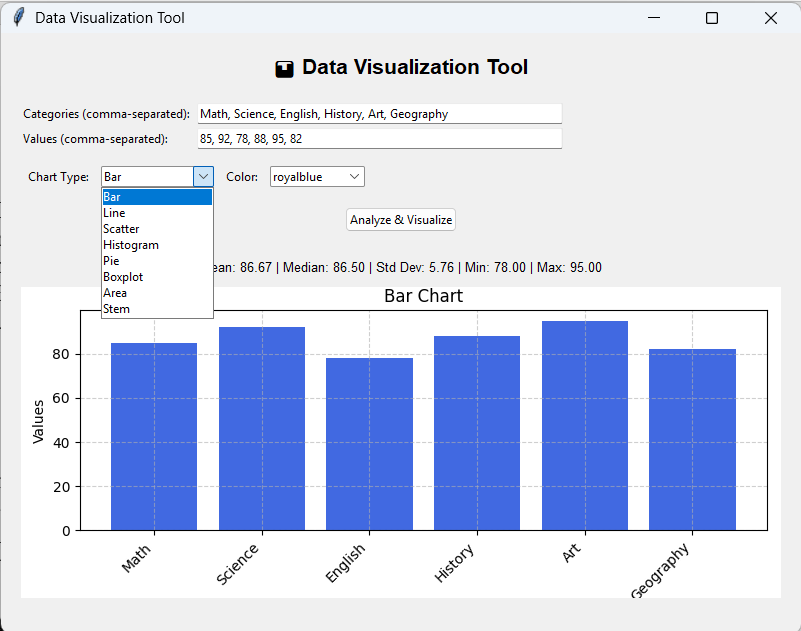 Data Visualization Tool
Data Visualization Tool
Categories (comma-separated): Math, Science, English, History, Art, Geography
Values (comma-separated): 85, 92, 78, 88, 95, 82
Chart Type: Bar Color: royalblue
Bar
Line
Scatter
Histogram
Pie
Boxplot
Area
Stem
Analyze & Visualize
ean: 86.67 | Median: 86.50 | Std Dev: 5.76 | Min: 78.00 | Max: 95.00
Bar Chart
Values
80
60
40
20
0
Math
Science
English
History
Art
Geography